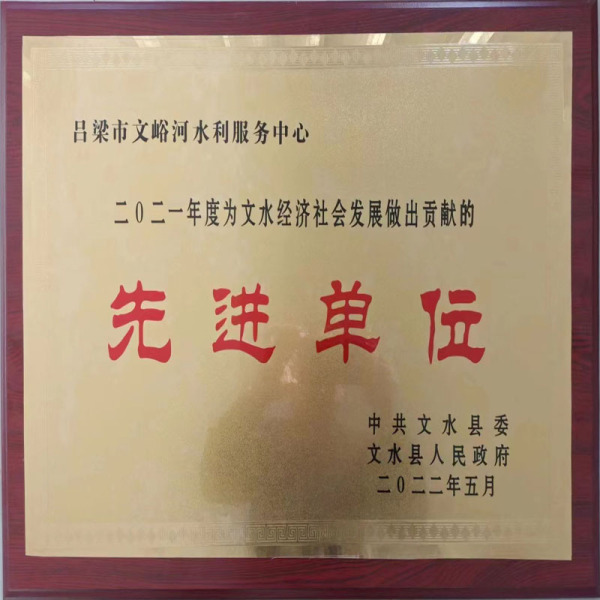 吕梁市文峪河水利服务中心
二〇二一年度为文水经济社会发展做出贡献的
先进单位
中共文水县委
文水县人民政府
二〇二二年五月